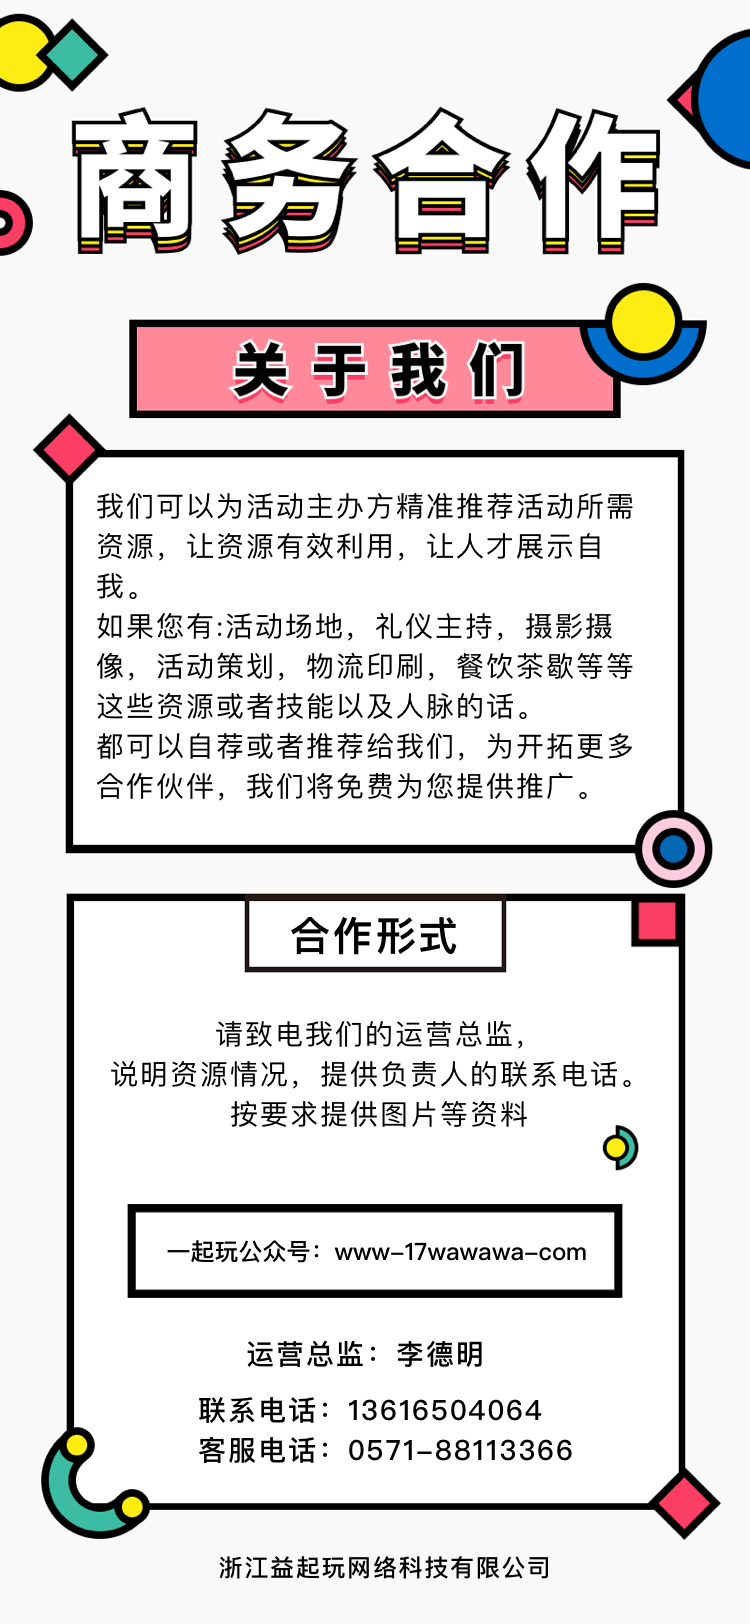 商务合作
关于我们
我们可以为活动主办方精准推荐活动所需
资源，让资源有效利用，让人才展示自
我。
如果您有:活动场地，礼仪主持，摄影摄
像，活动策划，物流印刷，餐饮茶歇等等
这些资源或者技能以及人脉的话。
都可以自荐或者推荐给我们，为开拓更多
合作伙伴，我们将免费为您提供推广。
合作形式
请致电我们的运营总监，
说明资源情况，提供负责人的联系电话。
按要求提供图片等资料
一起玩公众号：www-17wawawa-com
运营总监：李德明
联系电话：13616504064
客服电话：0571-88113366
浙江益起玩网络科技有限公司